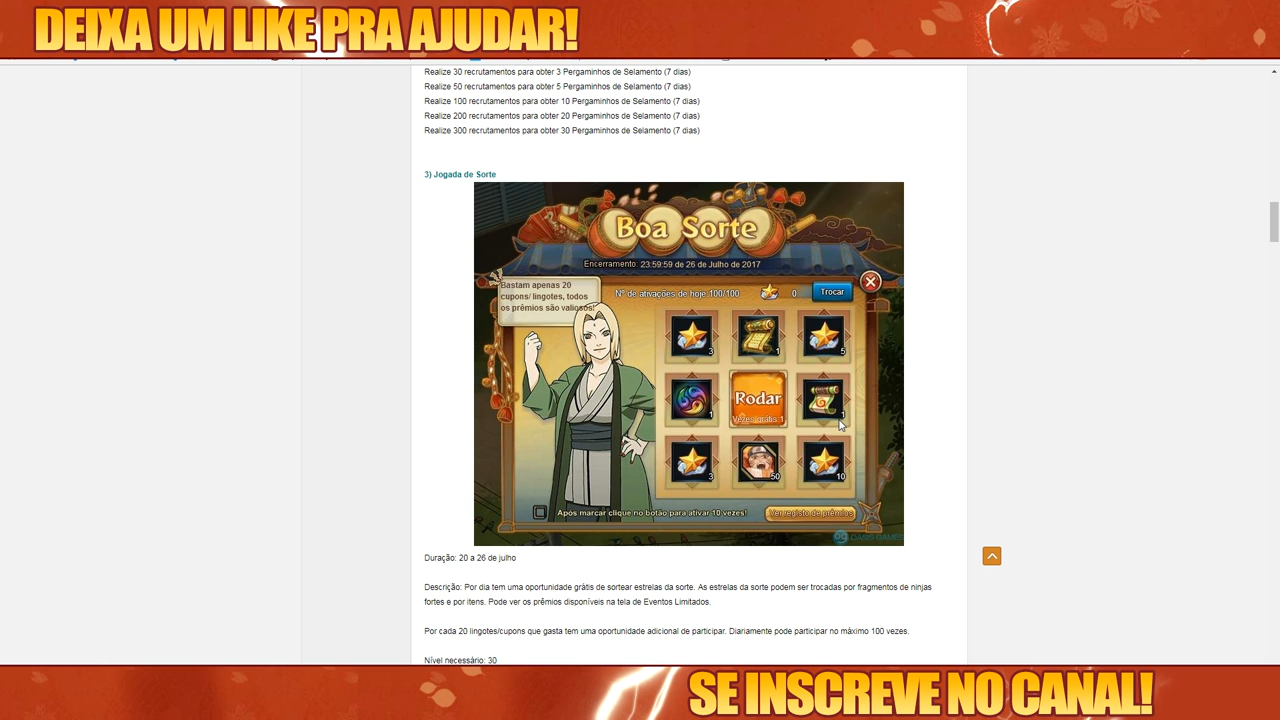 DEIXA UM LIKE PRA AJUDAR!
Realize 30 recrutamentos para obter 3 Pergaminhos de Selamento (7 dias)
Realize 50 recrutamentos para obter 5 Pergaminhos de Selamento (7 dias)
Realize 100 recrutamentos para obter 10 Pergaminhos de Selamento (7 dias)
Realize 200 recrutamentos para obter 20 Pergaminhos de Selamento (7 dias)
Realize 300 recrutamentos para obter 30 Pergaminhos de Selamento (7 dias)
3) Jogada de Sorte
Boa Sorte
Encerramento: 23:59:59 de 26 de Julho de 2017
Bastam apenas 20
cupons/ lingotes, todos
os prêmios são valiosos!
Nº de ativações de hoje:100/100
0
Trocar
3
1
5
1
Rodar
Vezes grátis:1
1
3
50
10
Após marcar clique no botão para ativar 10 vezes!
Ver registo de prêmios
OASIS GAMES
Duração: 20 a 26 de julho
Descrição: Por dia tem uma oportunidade grátis de sortear estrelas da sorte. As estrelas da sorte podem ser trocadas por fragmentos de ninjas
fortes e por itens. Pode ver os prêmios disponíveis na tela de Eventos Limitados.
Por cada 20 lingotes/cupons que gasta tem uma oportunidade adicional de participar. Diariamente pode participar no máximo 100 vezes.
Nível necessário: 30
SE INSCREVE NO CANAL!